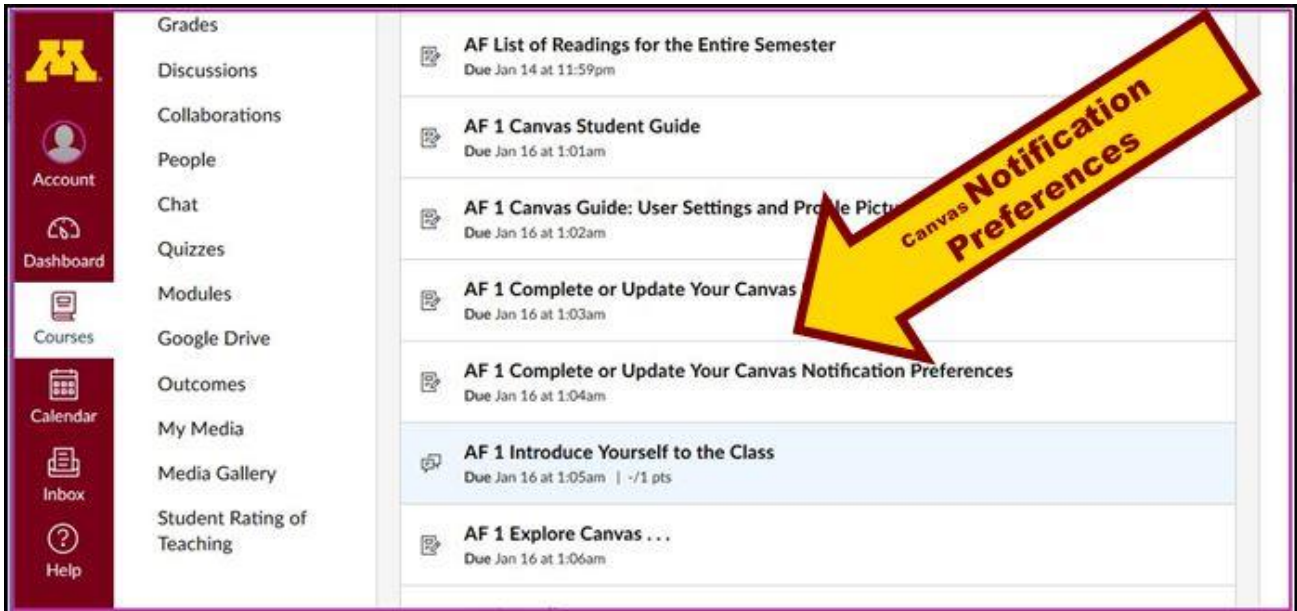 M
Account
Dashboard
Courses
Calendar
Inbox
Help
Grades
Discussions
Collaborations
People
Chat
Quizzes
Modules
Google Drive
Outcomes
My Media
Media Gallery
Student Rating of
Teaching
AF List of Readings for the Entire Semester
Due Jan 14 at 11:59pm
AF 1 Canvas Student Guide
Due Jan 16 at 1:01am
AF 1 Canvas Guide: User Settings and
Due Jan 16 at 1:02am
AF 1 Complete or Update Your Canvas
Due Jan 16 at 1:03am
AF 1 Complete or Update Your Canvas Notification Preferences
Due Jan 16 at 1:04am
AF 1 Introduce Yourself to the Class
Due Jan 16 at 1:05am | -/1 pts
AF 1 Explore Canvas . . .
Due Jan 16 at 1:06am
Canvas Notification
Preferences